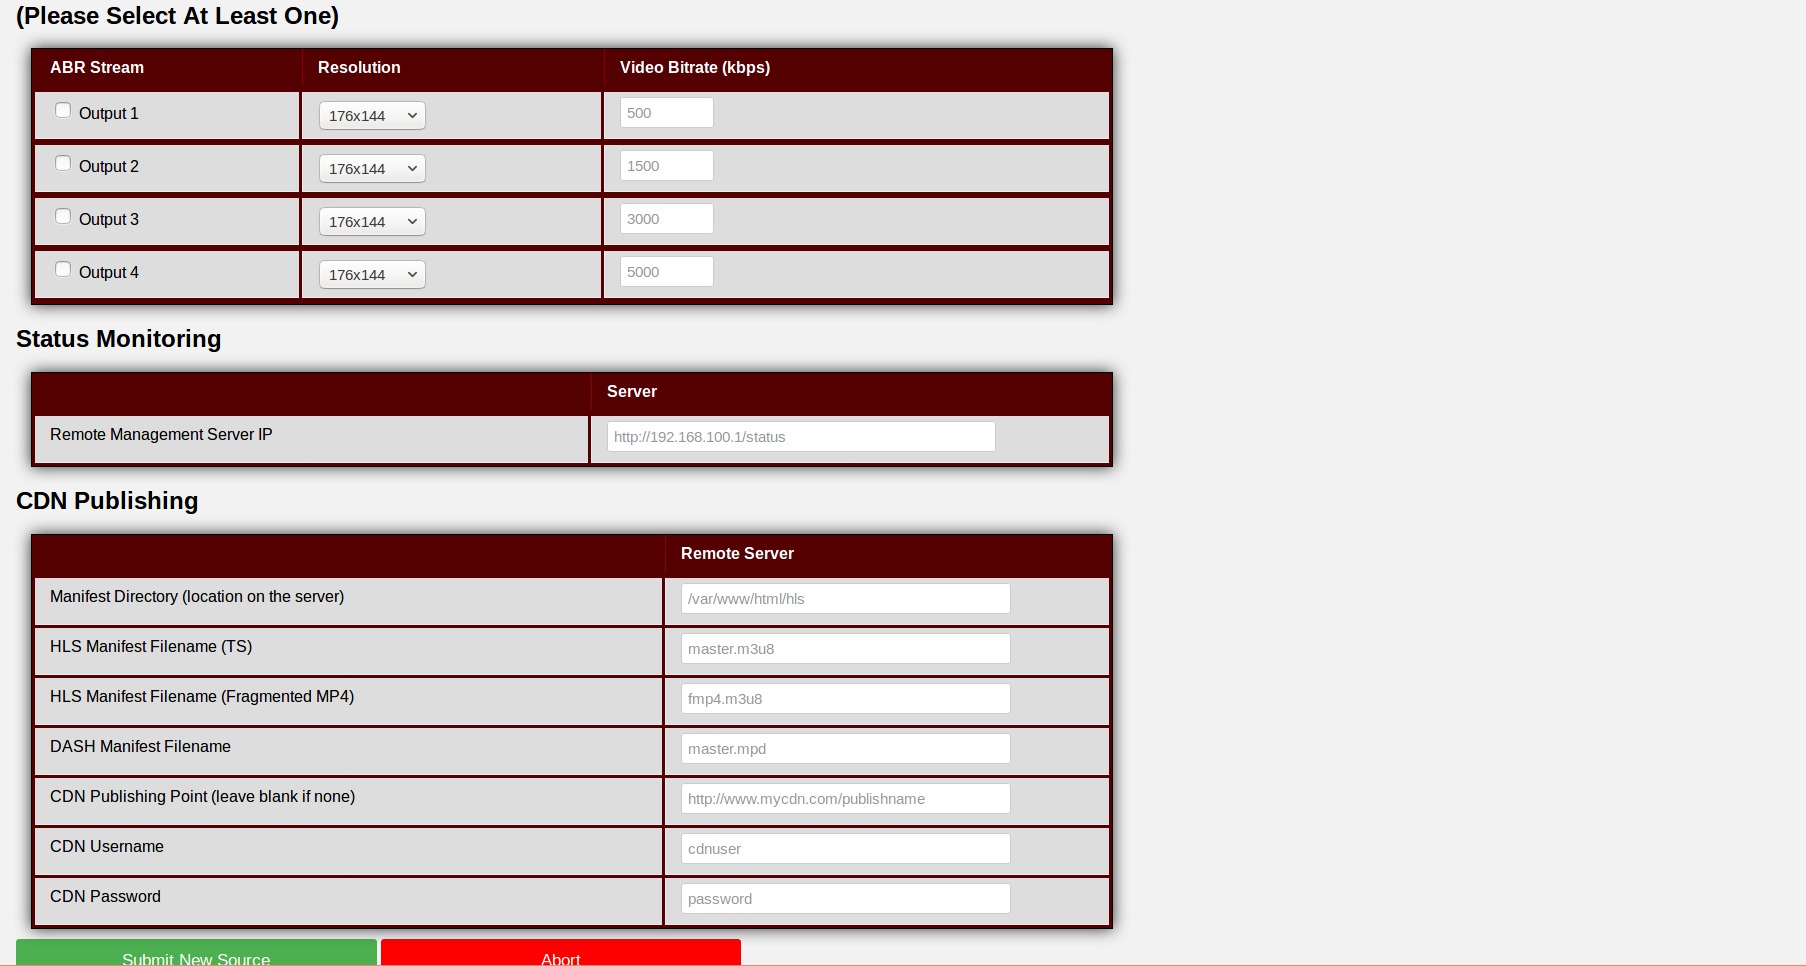 (Please Select At Least One)
ABR Stream Resolution Video Bitrate (kbps)
Output 1 176x144 500
Output 2 176x144 1500
Output 3 176x144 3000
Output 4 176x144 5000
Status Monitoring
Server
Remote Management Server IP http://192.168.100.1/status
CDN Publishing
Remote Server
Manifest Directory (location on the server) /var/www/html/hls
HLS Manifest Filename (TS) master.m3u8
HLS Manifest Filename (Fragmented MP4) fmp4.m3u8
DASH Manifest Filename master.mpd
CDN Publishing Point (leave blank if none) http://www.mycdn.com/publishname
CDN Username cdnuser
CDN Password password
Submit New Source Abort